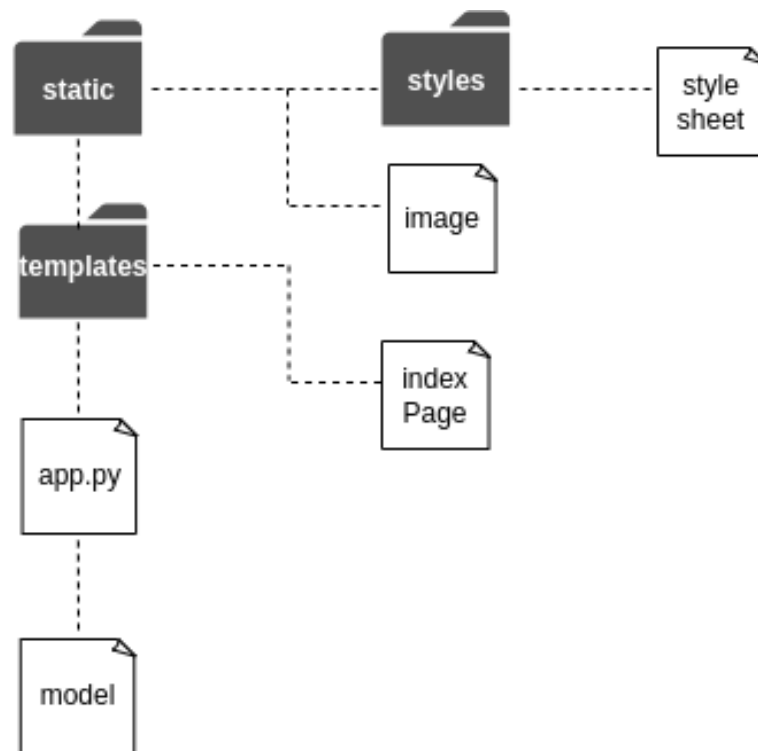 static
styles
style
sheet
image
templates
index
Page
app.py
model